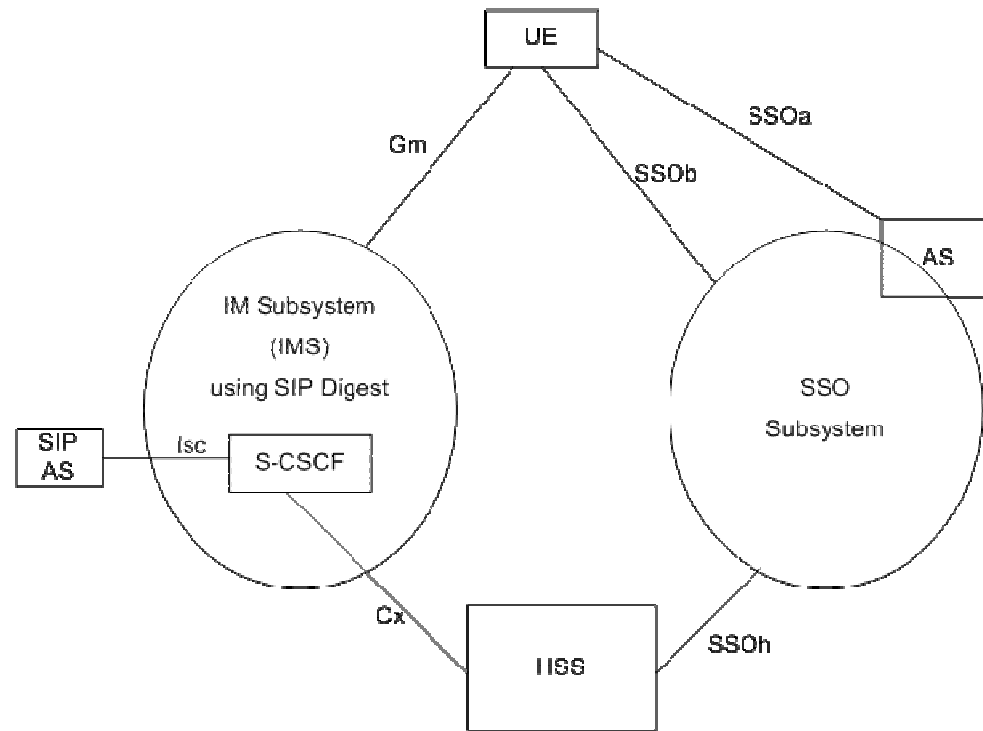 UE
SSOa
Gm
SSOb
AS
IM Subsystem
(IMS)
using SIP Digest
SSO
Subsystem
SIP
AS
Isc
S-CSCF
Cx
HSS
SSOh